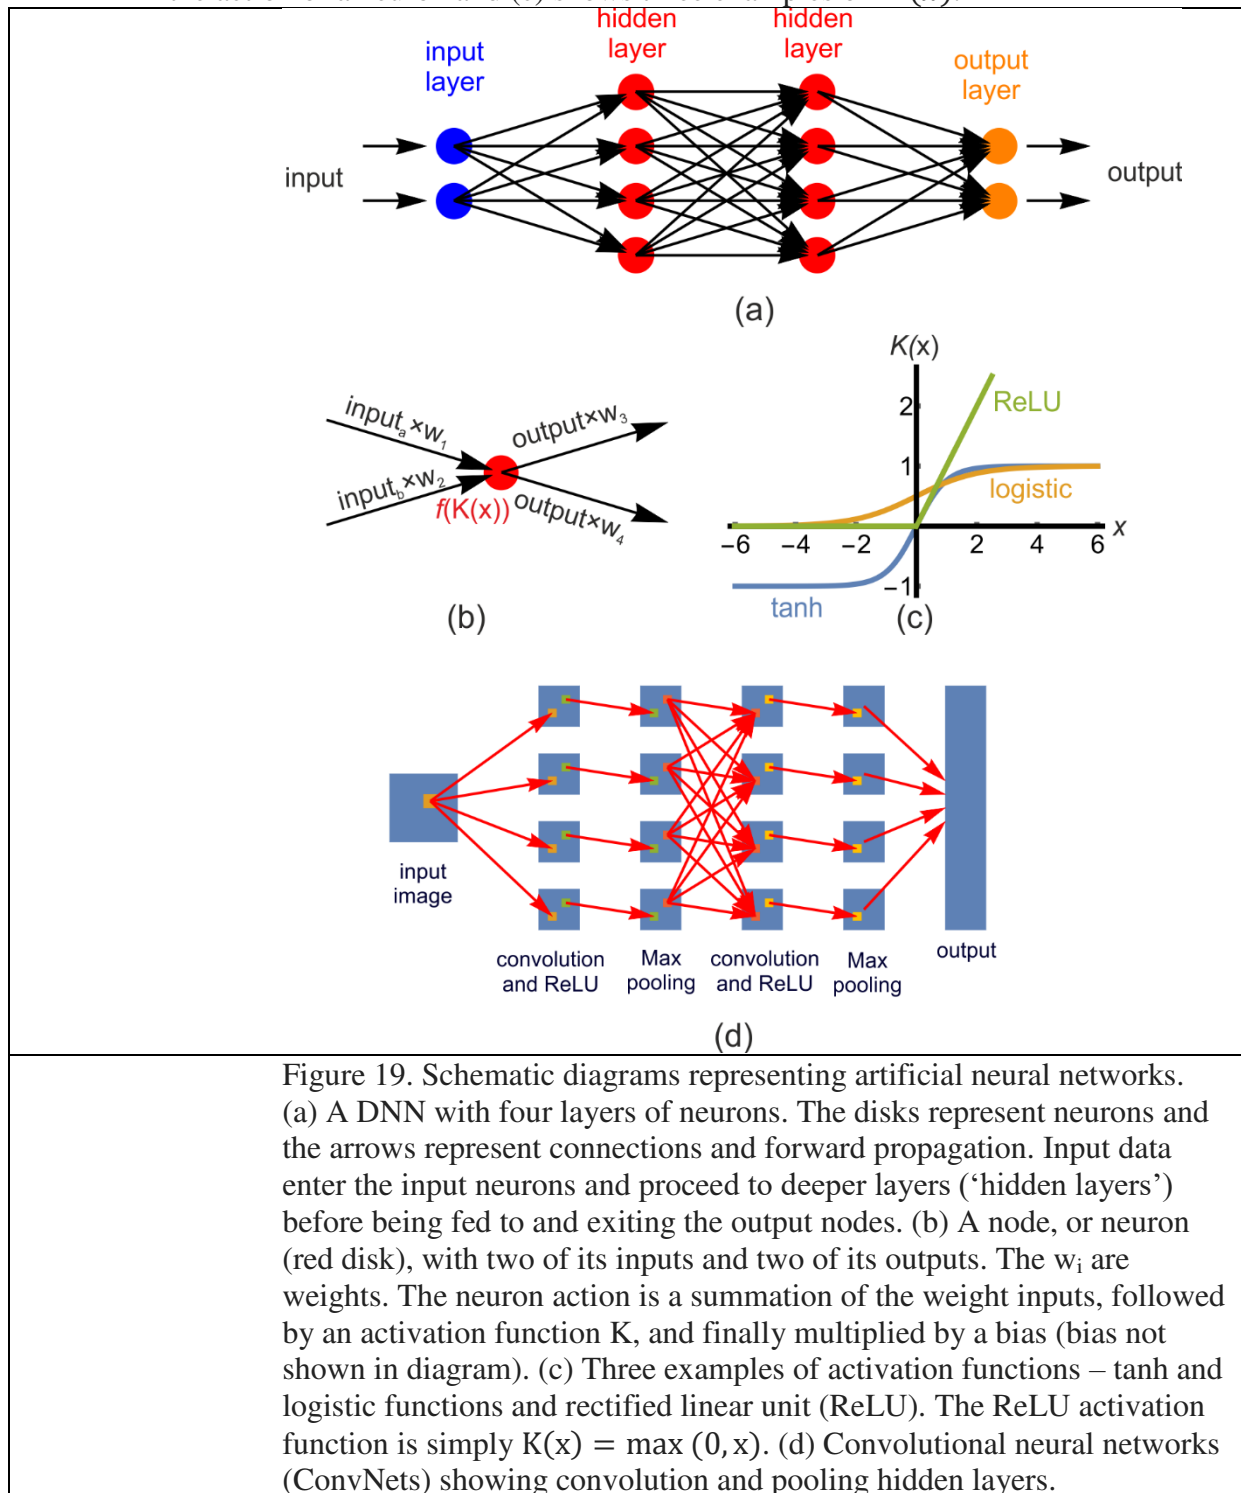 hidden
layer
hidden
layer
input
layer
output
layer
input
output
(a)
inputₐ×w₁
input_b×w₂
output×w₃
output×w₄
f(K(x))
(b)
K(x)
2
1
−1
−6 −4 −2 2 4 6 x
ReLU
logistic
tanh
(c)
input
image
convolution
and ReLU
Max
pooling
convolution
and ReLU
Max
pooling
output
(d)
Figure 19. Schematic diagrams representing artificial neural networks.
(a) A DNN with four layers of neurons. The disks represent neurons and
the arrows represent connections and forward propagation. Input data
enter the input neurons and proceed to deeper layers (‘hidden layers’)
before being fed to and exiting the output nodes. (b) A node, or neuron
(red disk), with two of its inputs and two of its outputs. The wᵢ are
weights. The neuron action is a summation of the weight inputs, followed
by an activation function K, and finally multiplied by a bias (bias not
shown in diagram). (c) Three examples of activation functions – tanh and
logistic functions and rectified linear unit (ReLU). The ReLU activation
function is simply K(x) = max (0, x). (d) Convolutional neural networks
(ConvNets) showing convolution and pooling hidden layers.